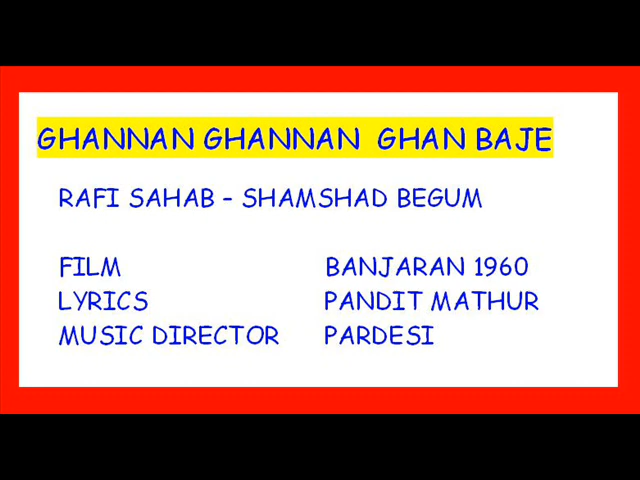 GHANNAN GHANNAN GHAN BAJE
RAFI SAHAB - SHAMSHAD BEGUM
FILM BANJARAN 1960
LYRICS PANDIT MATHUR
MUSIC DIRECTOR PARDESI